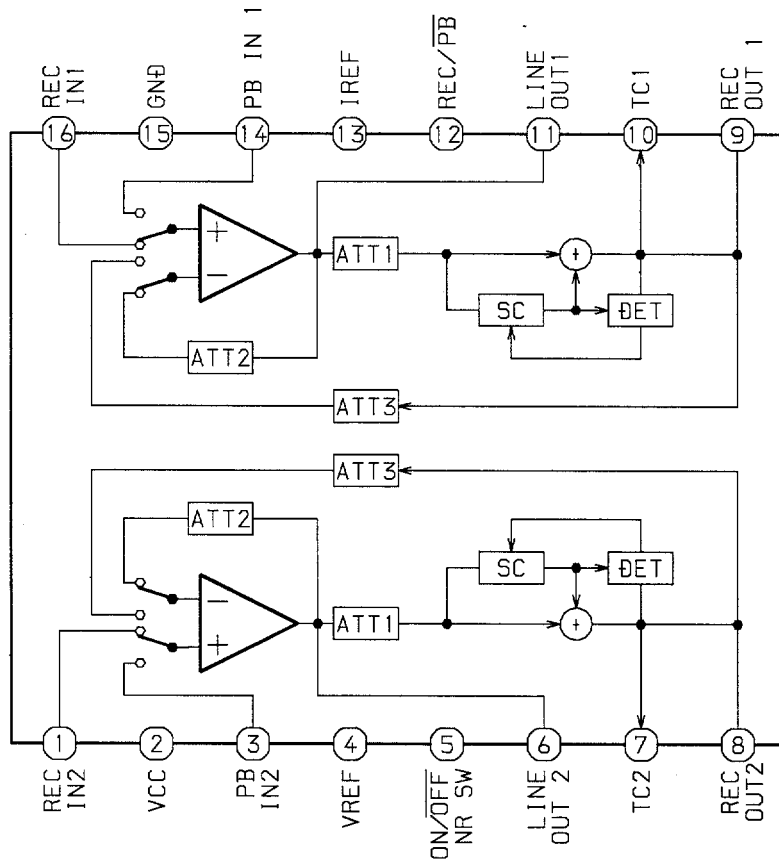 REC
IN1
GND
PB IN 1
IREF
REC/PB
LINE
OUT1
TC1
REC
OUT 1
16
15
14
13
12
11
10
9
+
−
ATT1
+
SC
DET
ATT2
ATT3
ATT3
ATT2
SC
DET
−
+
ATT1
+
1
2
3
4
5
6
7
8
REC
IN2
VCC
PB
IN2
VREF
ON/OFF
NR SW
LINE
OUT 2
TC2
REC
OUT2